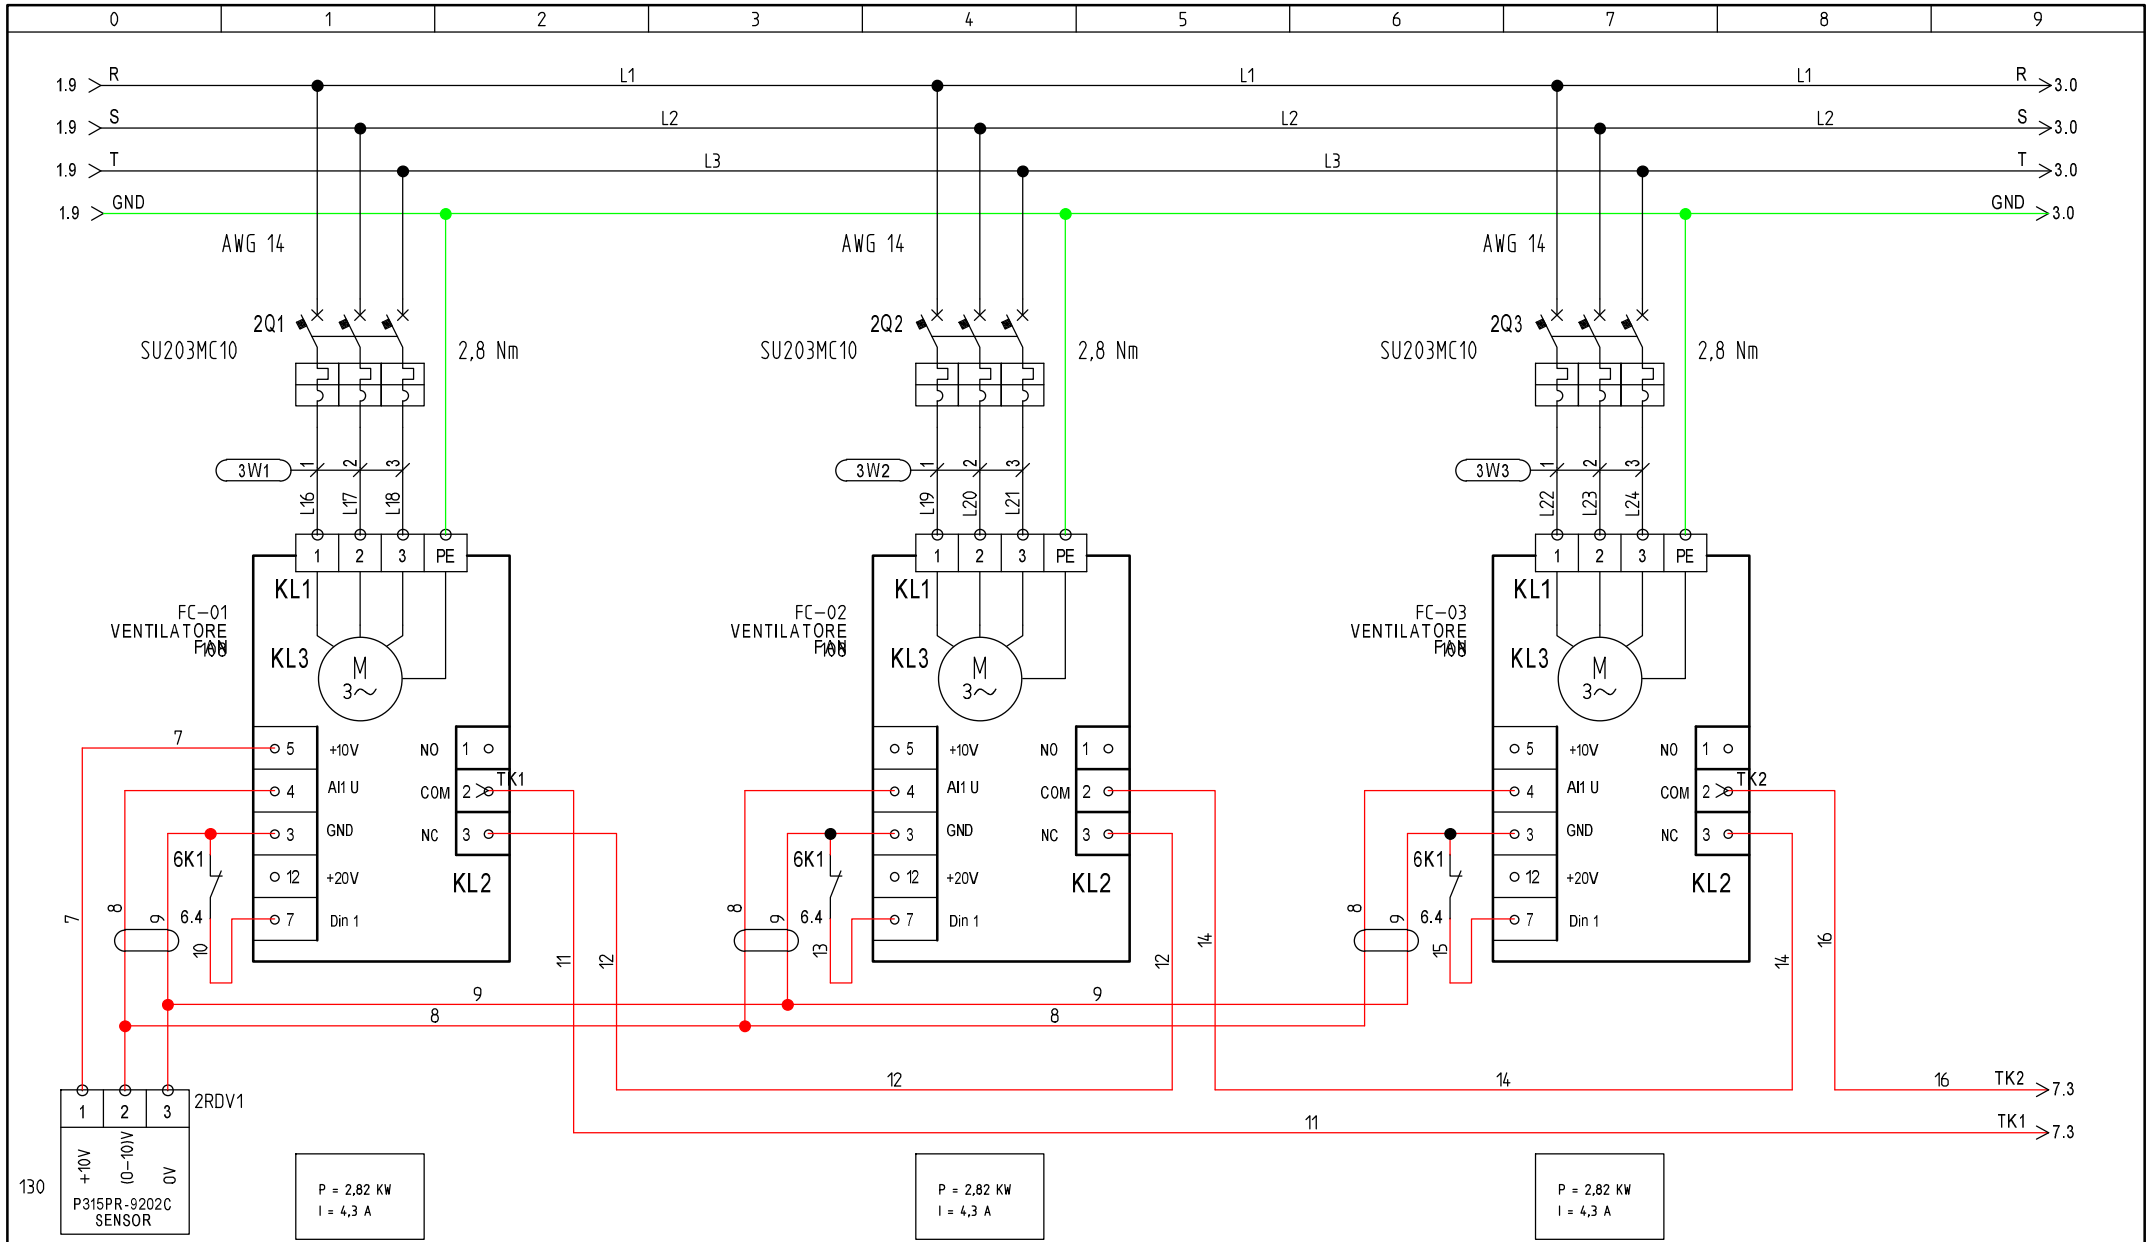 0 1 2 3 4 5 6 7 8 9
1.9 R L1 L1 L1 R 3.0
1.9 S L2 L2 L2 S 3.0
1.9 T L3 L3 T 3.0
1.9 GND GND 3.0
AWG 14 AWG 14 AWG 14
2Q1 2Q2 2Q3
SU203MC10 2,8 Nm SU203MC10 2,8 Nm SU203MC10 2,8 Nm
3W1 1 2 3 3W2 1 2 3 3W3 1 2 3
L16 L17 L18 L19 L20 L21 L22 L23 L24
1 2 3 PE 1 2 3 PE 1 2 3 PE
KL1 KL1 KL1
FC-01 FC-02 FC-03
VENTILATORE VENTILATORE VENTILATORE
FAN FAN FAN
KL3 M KL3 M KL3 M
3~ 3~ 3~
7 5 +10V NO 1 5 +10V NO 1 5 +10V NO 1
TK1 TK2
4 AI1 U COM 2 4 AI1 U COM 2 4 AI1 U COM 2
3 GND NC 3 3 GND NC 3 3 GND NC 3
6K1 6K1 6K1
12 +20V KL2 12 +20V KL2 12 +20V KL2
7 8 9 6.4 7 Din 1 8 9 6.4 7 Din 1 8 9 6.4 7 Din 1
10 11 12 13 12 14 15 14 16
9 9
8 8
12 14 16 TK2 7.3
11 TK1 7.3
1 2 3 2RDV1
+10V (0-10)V 0V
130
P315PR-9202C
SENSOR
P = 2,82 KW P = 2,82 KW P = 2,82 KW
I = 4,3 A I = 4,3 A I = 4,3 A